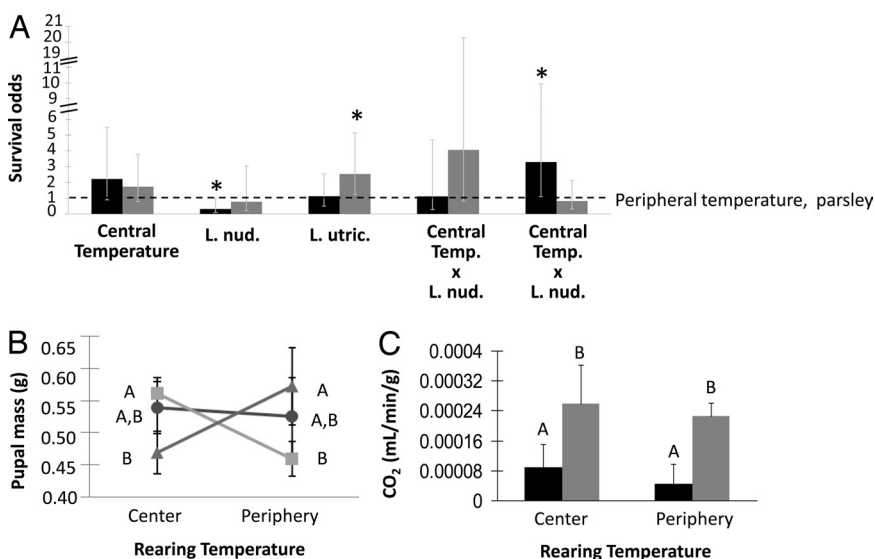 A
21
20
19
11
10
9
6
5
4
3
2
1
0
Survival odds
*
*
*
Peripheral temperature, parsley
Central
Temperature
L. nud.
L. utric.
Central
Temp.
x
L. nud.
Central
Temp.
x
L. nud.
B
0.65
0.60
0.55
0.50
0.45
0.40
Pupal mass (g)
A
A,B
B
A
A,B
B
Center
Periphery
Rearing Temperature
C
0.0004
0.00032
0.00024
0.00016
0.00008
0
CO₂ (mL/min/g)
A
B
A
B
Center
Periphery
Rearing Temperature